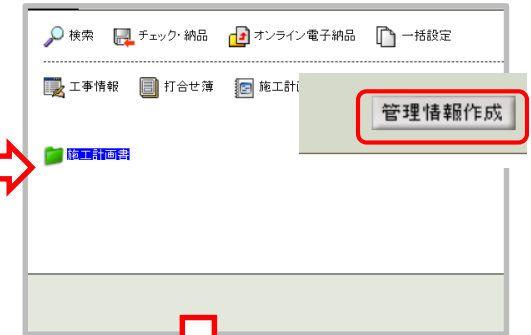 検索 チェック・納品 オンライン電子納品 一括設定
工事情報 打合せ簿 施工計
管理情報作成
施工計画書